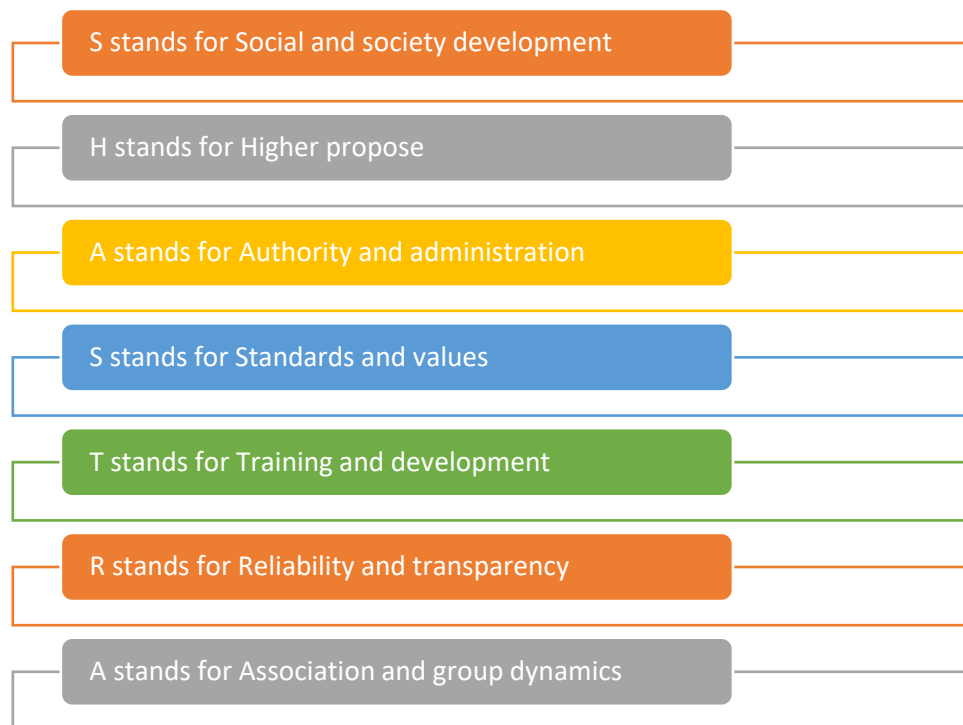 S stands for Social and society development
H stands for Higher propose
A stands for Authority and administration
S stands for Standards and values
T stands for Training and development
R stands for Reliability and transparency
A stands for Association and group dynamics